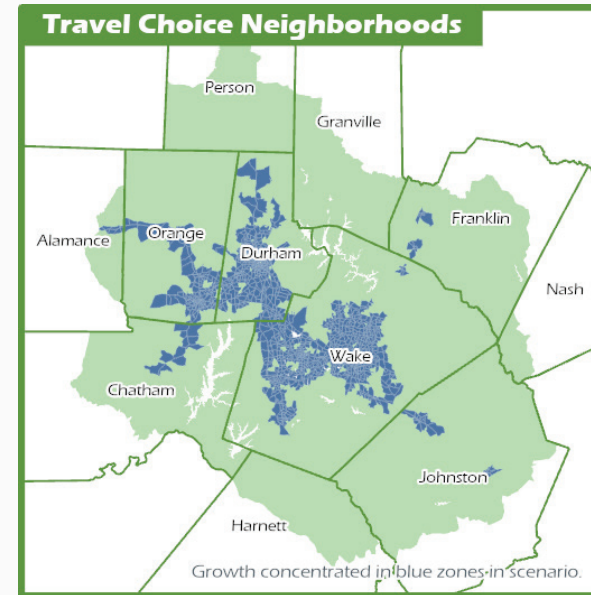 Travel Choice Neighborhoods
Person
Granville
Franklin
Orange
Alamance
Durham
Nash
Wake
Chatham
Johnston
Harnett
Growth concentrated in blue zones in scenario.